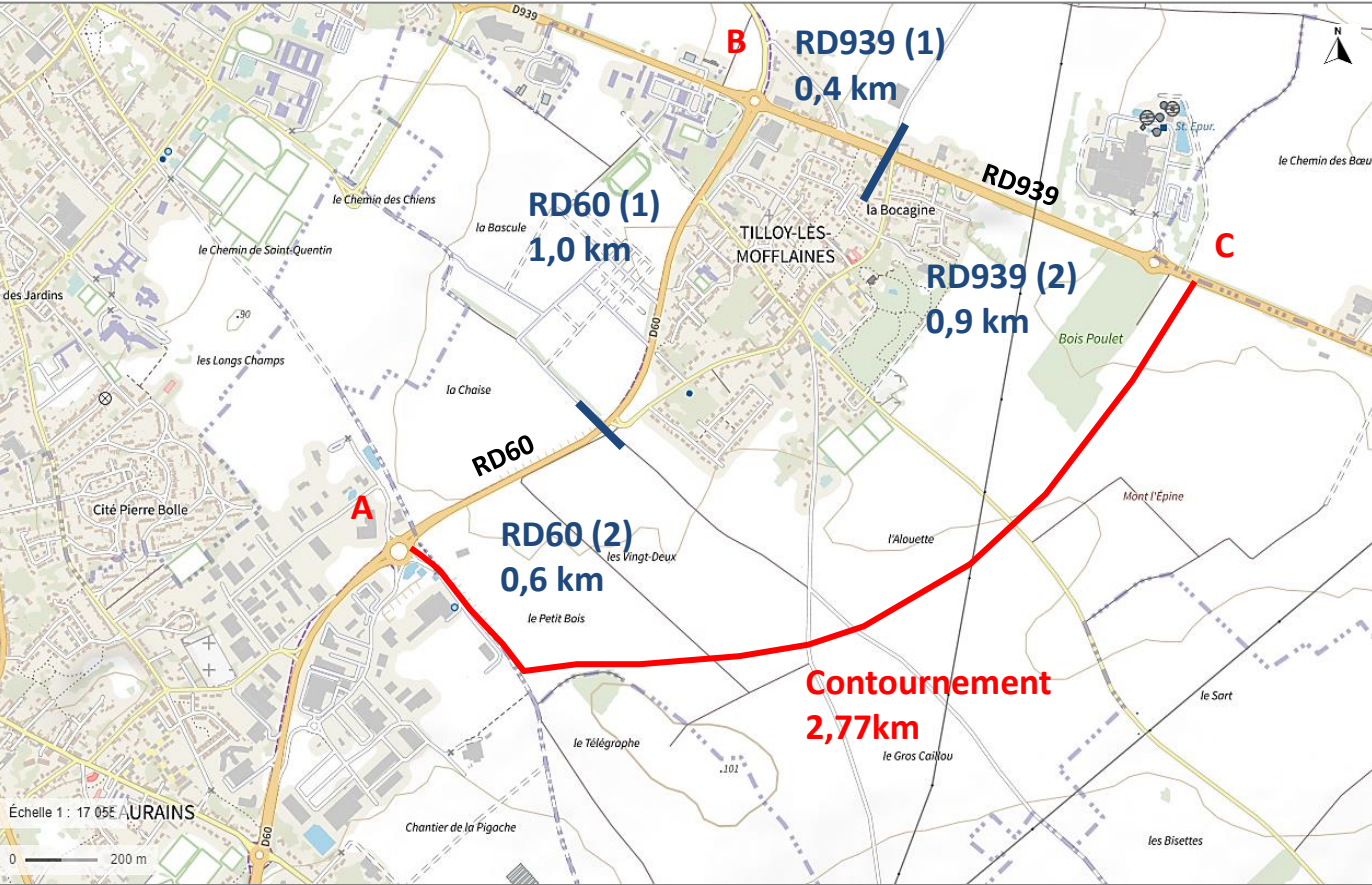 D939
B
RD939 (1)
0,4 km
N
St. Epur.
le Chemin des Bœu
le Chemin des Chiens
RD60 (1)
1,0 km
la Bascule
RD939
la Bocagine
TILLOY-LÈS-
MOFFLAINES
le Chemin de Saint-Quentin
C
RD939 (2)
0,9 km
des Jardins
.90
D60
Bois Poulet
les Longs Champs
la Chaise
RD60
Cité Pierre Bolle
A
Mont l'Épine
RD60 (2)
0,6 km
les Vingt-Deux
l'Alouette
le Petit Bois
Contournement
2,77km
le Sart
le Télégraphe
le Gros Caillou
.101
Échelle 1 : 17 055
AURAINS
D60
Chantier de la Pigache
les Bisettes
0
200 m